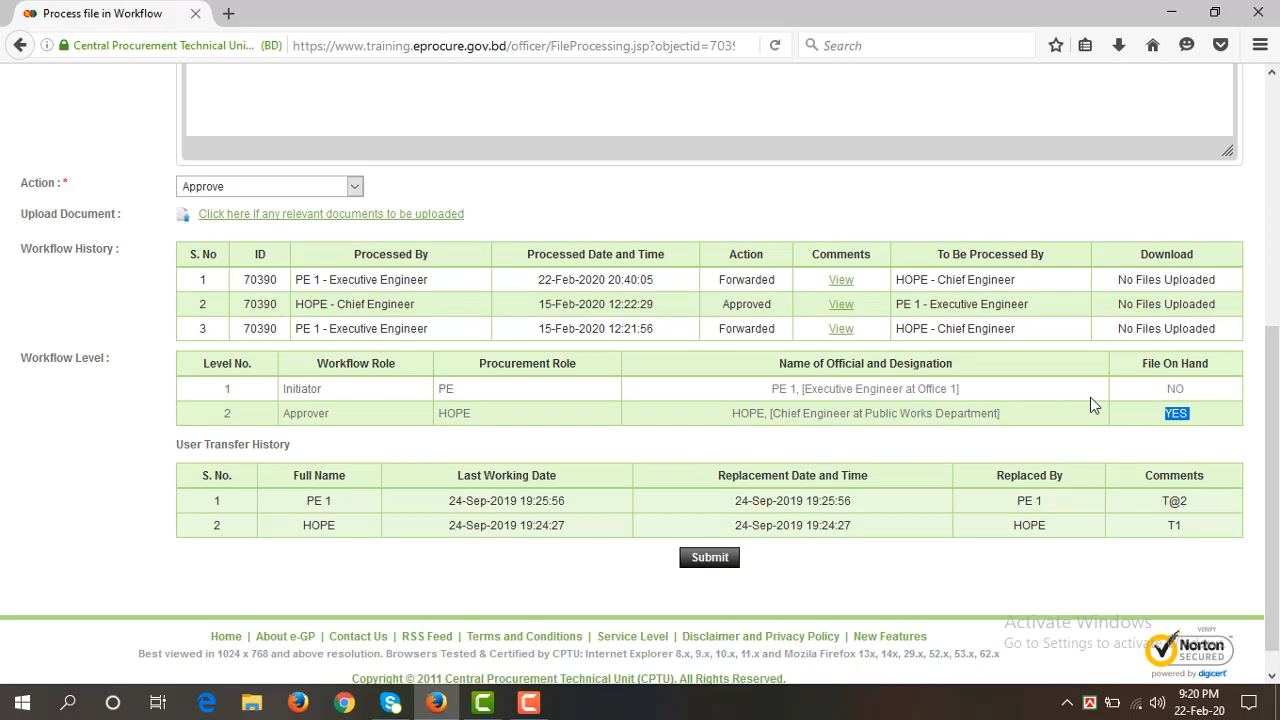 Process file in Workflow
Central Procurement Technical Uni... (BD)
https://www.training.eprocure.gov.bd/officer/FileProcessing.jsp?objectid=7039
Search
Action : *
Approve
Upload Document :
Click here If any relevant documents to be uploaded
Workflow History :
S. No ID Processed By Processed Date and Time Action Comments To Be Processed By Download
1 70390 PE 1 - Executive Engineer 22-Feb-2020 20:40:05 Forwarded View HOPE - Chief Engineer No Files Uploaded
2 70390 HOPE - Chief Engineer 15-Feb-2020 12:22:29 Approved View PE 1 - Executive Engineer No Files Uploaded
3 70390 PE 1 - Executive Engineer 15-Feb-2020 12:21:56 Forwarded View HOPE - Chief Engineer No Files Uploaded
Workflow Level :
Level No. Workflow Role Procurement Role Name of Official and Designation File On Hand
1 Initiator PE PE 1, [Executive Engineer at Office 1] NO
2 Approver HOPE HOPE, [Chief Engineer at Public Works Department] YES
User Transfer History
S. No. Full Name Last Working Date Replacement Date and Time Replaced By Comments
1 PE 1 24-Sep-2019 19:25:56 24-Sep-2019 19:25:56 PE 1 T@2
2 HOPE 24-Sep-2019 19:24:27 24-Sep-2019 19:24:27 HOPE T1
Submit
Home | About e-GP | Contact Us | RSS Feed | Terms and Conditions | Service Level | Disclaimer and Privacy Policy | New Features
Best viewed in 1024 x 768 and above resolution. Browsers Tested & Certified by CPTU: Internet Explorer 8.x, 9.x, 10.x, 11.x and Mozilla Firefox 13x, 14x, 29.x, 52.x, 53.x, 62.x
Copyright © 2011 Central Procurement Technical Unit (CPTU). All Rights Reserved.
Activate Windows
Go to Settings to activate
VERIFY
Norton
SECURED
powered by digicert
9:20 PM
22-Feb-20